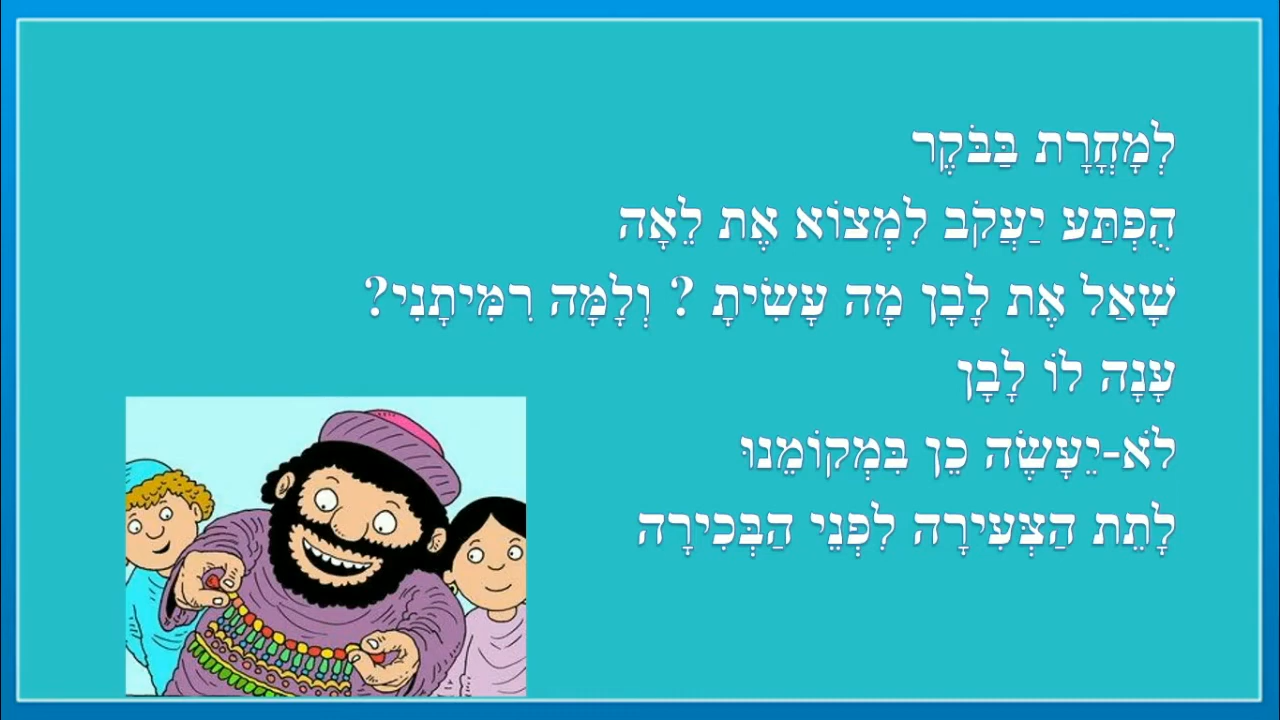 לְמָחֳרָת בַּבֹּקֶר
הֻפְתַּע יַעֲקֹב לִמְצוֹא אֶת לֵאָה
שָׁאַל אֶת לָבָן מָה עָשִׂיתָ ? וְלָמָּה רִמִּיתָנִי?
עָנָה לוֹ לָבָן
לֹא-יֵעָשֶׂה כֵן בִּמְקוֹמֵנוּ
לָתֵת הַצְּעִירָה לִפְנֵי הַבְּכִירָה